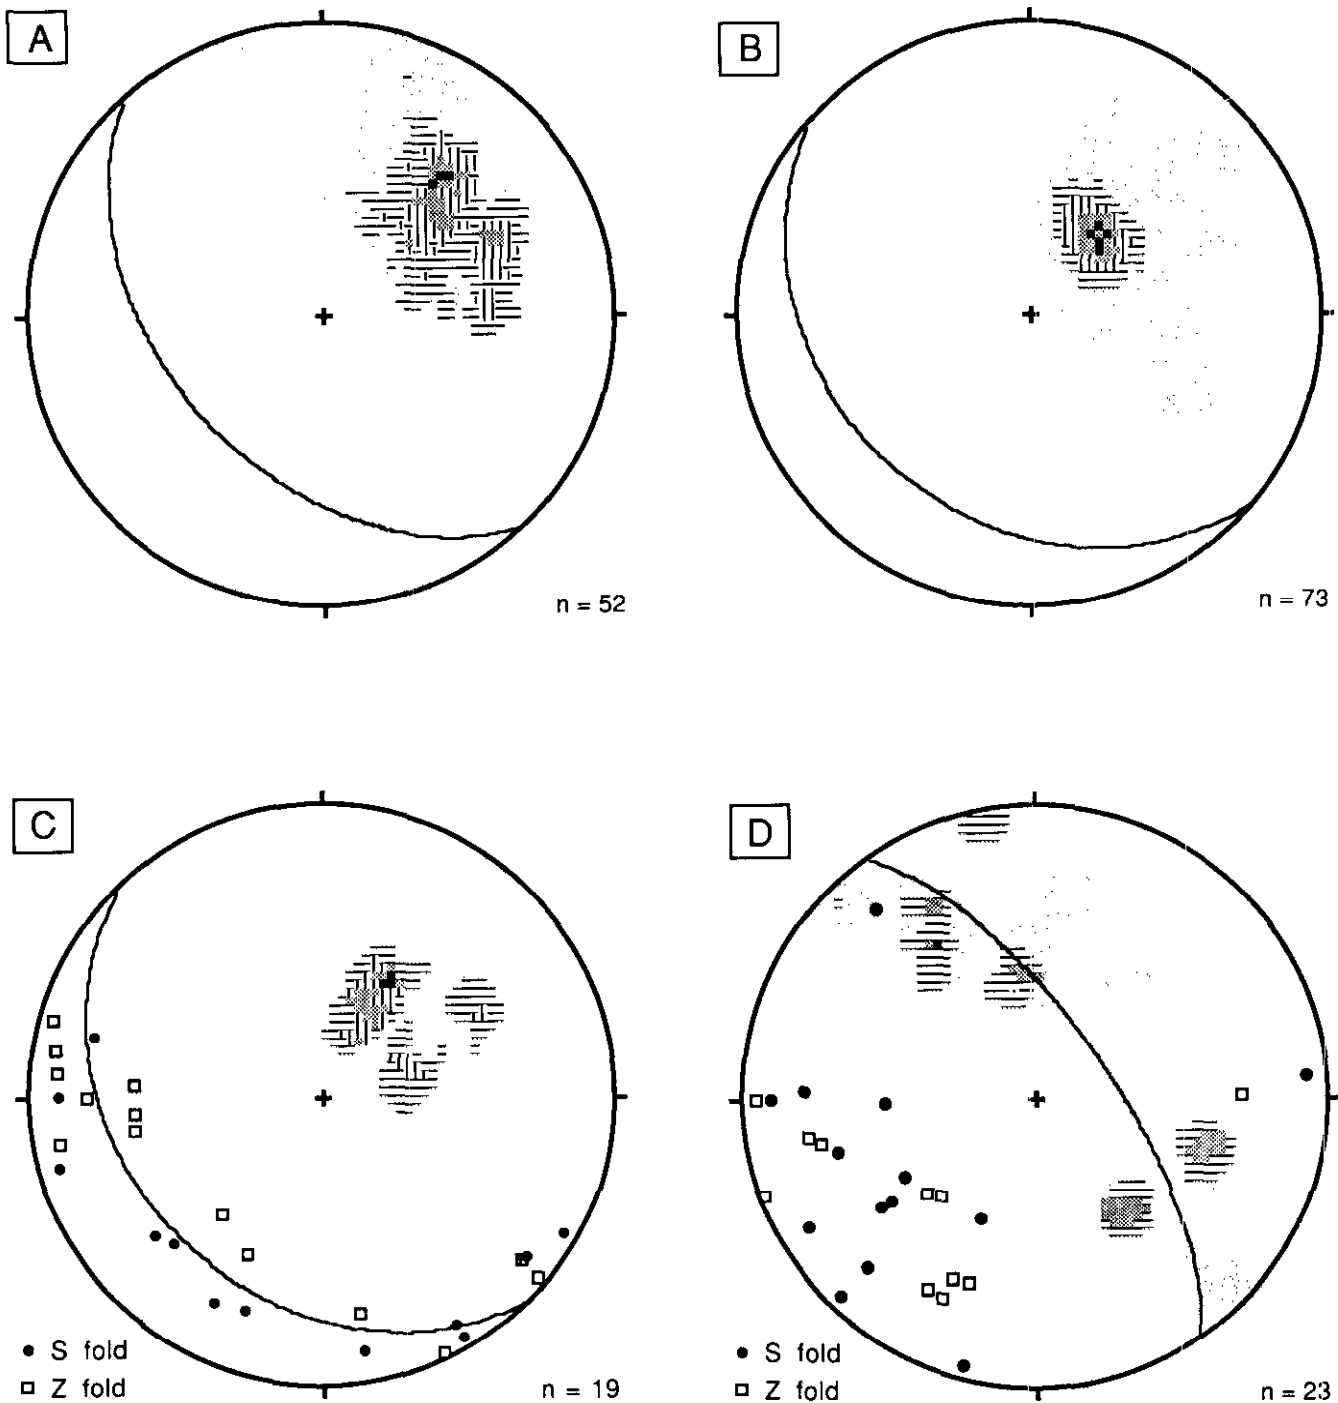 A
B
n = 52
n = 73
C
D
S fold
Z fold
n = 19
S fold
Z fold
n = 23